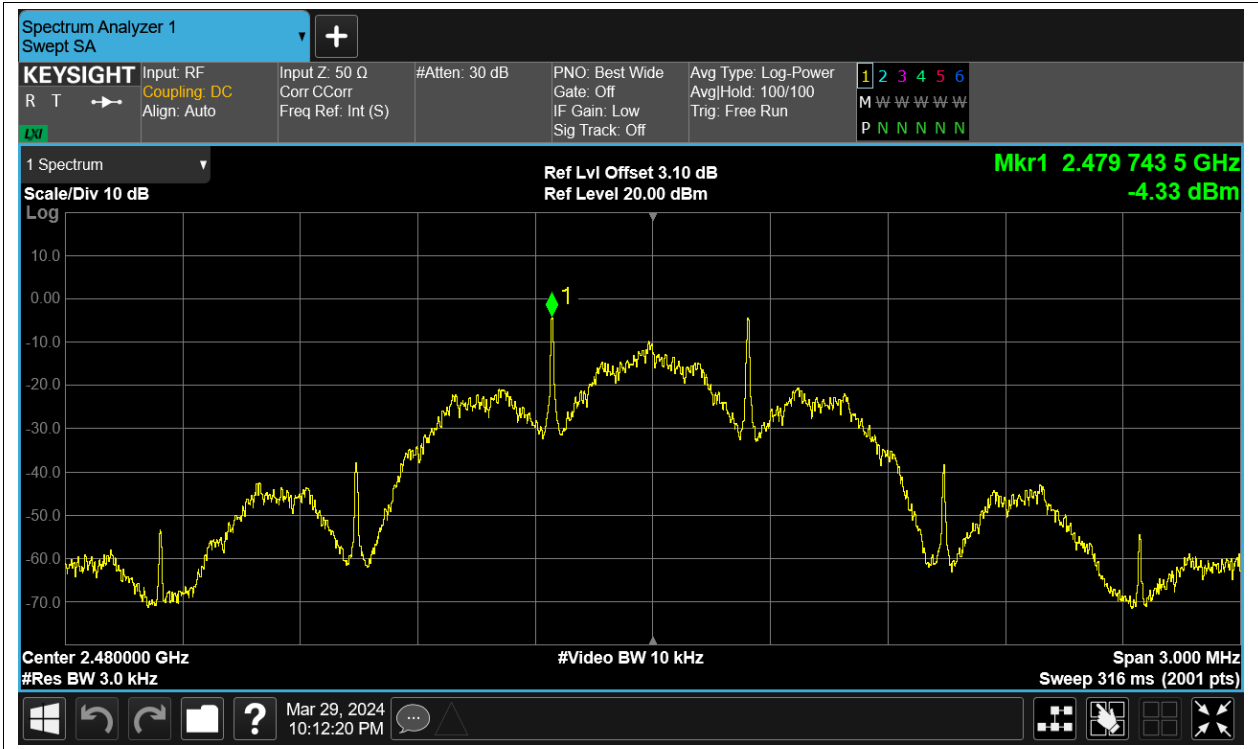 Spectrum Analyzer 1
Swept SA
+
KEYSIGHT
R T
LXI
Input: RF
Coupling: DC
Align: Auto
Input Z: 50 Ω
Corr CCorr
Freq Ref: Int (S)
#Atten: 30 dB
PNO: Best Wide
Gate: Off
IF Gain: Low
Sig Track: Off
Avg Type: Log-Power
Avg|Hold: 100/100
Trig: Free Run
1 2 3 4 5 6
M W W W W W
P N N N N N
1 Spectrum
Scale/Div 10 dB
Log
Ref Lvl Offset 3.10 dB
Ref Level 20.00 dBm
Mkr1 2.479 743 5 GHz
-4.33 dBm
10.0
0.00
-10.0
-20.0
-30.0
-40.0
-50.0
-60.0
-70.0
1
Center 2.480000 GHz
#Res BW 3.0 kHz
#Video BW 10 kHz
Span 3.000 MHz
Sweep 316 ms (2001 pts)
?
Mar 29, 2024
10:12:20 PM